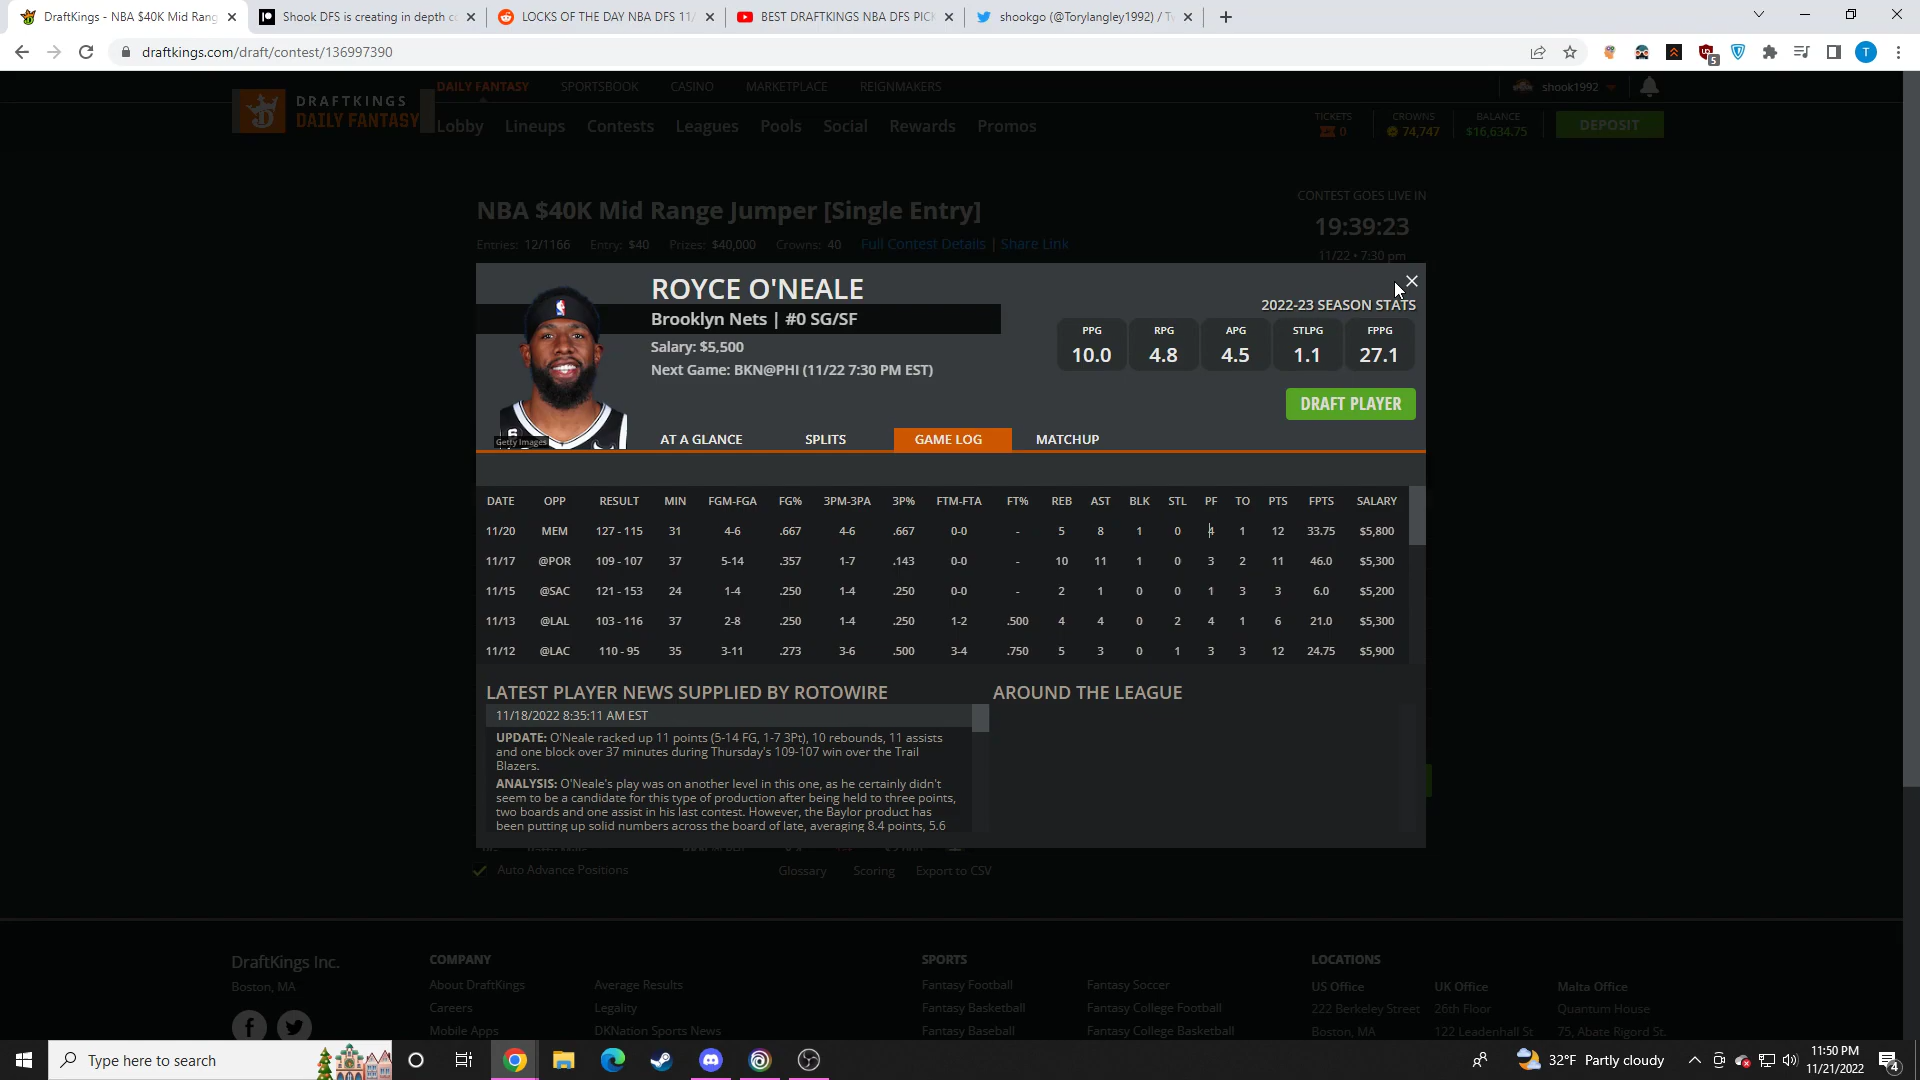 DraftKings - NBA $40K Mid Rang
Shook DFS is creating in depth co
LOCKS OF THE DAY NBA DFS 11/
BEST DRAFTKINGS NBA DFS PICK
shookgo (@Torylangley1992) / Tw
draftkings.com/draft/contest/136997390
5
T
DRAFTKINGS
DAILY FANTASY
DAILY FANTASY SPORTSBOOK CASINO MARKETPLACE REIGNMAKERS
shook1992
Lobby Lineups Contests Leagues Pools Social Rewards Promos
TICKETS
0
CROWNS
74,747
BALANCE
$16,634.75
DEPOSIT
NBA $40K Mid Range Jumper [Single Entry]
Entries: 12/1166 Entry: $40 Prizes: $40,000 Crowns: 40 Full Contest Details | Share Link
CONTEST GOES LIVE IN
19:39:23
11/22 • 7:30 pm
ROYCE O'NEALE
Brooklyn Nets | #0 SG/SF
Salary: $5,500
Next Game: BKN@PHI (11/22 7:30 PM EST)
Getty Images
2022-23 SEASON STATS
PPG RPG APG STLPG FPPG
10.0 4.8 4.5 1.1 27.1
DRAFT PLAYER
AT A GLANCE SPLITS GAME LOG MATCHUP
DATE OPP RESULT MIN FGM-FGA FG% 3PM-3PA 3P% FTM-FTA FT% REB AST BLK STL PF TO PTS FPTS SALARY
11/20 MEM 127 - 115 31 4-6 .667 4-6 .667 0-0 - 5 8 1 0 4 1 12 33.75 $5,800
11/17 @POR 109 - 107 37 5-14 .357 1-7 .143 0-0 - 10 11 1 0 3 2 11 46.0 $5,300
11/15 @SAC 121 - 153 24 1-4 .250 1-4 .250 0-0 - 2 1 0 0 1 3 3 6.0 $5,200
11/13 @LAL 103 - 116 37 2-8 .250 1-4 .250 1-2 .500 4 4 0 2 4 1 6 21.0 $5,300
11/12 @LAC 110 - 95 35 3-11 .273 3-6 .500 3-4 .750 5 3 0 1 3 3 12 24.75 $5,900
LATEST PLAYER NEWS SUPPLIED BY ROTOWIRE
11/18/2022 8:35:11 AM EST
UPDATE: O'Neale racked up 11 points (5-14 FG, 1-7 3Pt), 10 rebounds, 11 assists
and one block over 37 minutes during Thursday's 109-107 win over the Trail
Blazers.
ANALYSIS: O'Neale's play was on another level in this one, as he certainly didn't
seem to be a candidate for this type of production after being held to three points,
two boards and one assist in his last contest. However, the Baylor product has
been putting up solid numbers across the board of late, averaging 8.4 points, 5.6
AROUND THE LEAGUE
Auto Advance Positions
Glossary Scoring Export to CSV
DraftKings Inc.
Boston, MA
COMPANY
About DraftKings
Careers
Mobile Apps
Average Results
Legality
DKNation Sports News
SPORTS
Fantasy Football
Fantasy Basketball
Fantasy Baseball
Fantasy Soccer
Fantasy College Football
Fantasy College Basketball
LOCATIONS
US Office
222 Berkeley Street
Boston, MA
UK Office
26th Floor
122 Leadenhall St
Malta Office
Quantum House
75, Abate Rigord St.
Type here to search
32°F Partly cloudy
11:50 PM
11/21/2022
4